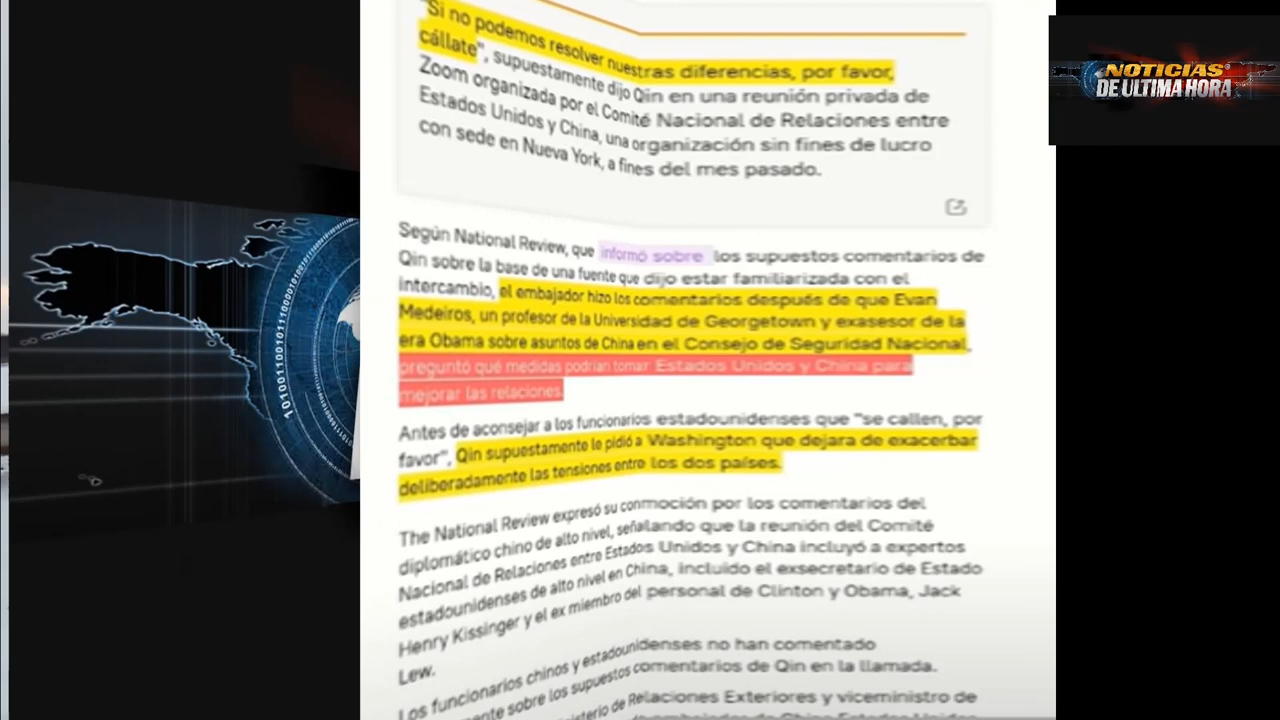 "Si no podemos resolver nuestras diferencias, por favor,
cállate", supuestamente dijo Qin en una reunión privada de
Zoom organizada por el Comité Nacional de Relaciones entre
Estados Unidos y China, una organización sin fines de lucro
con sede en Nueva York, a fines del mes pasado.
NOTICIAS
DE ULTIMA HORA
Según National Review, que informó sobre los supuestos comentarios de
Qin sobre la base de una fuente que dijo estar familiarizada con el
intercambio, el embajador hizo los comentarios después de que Evan
Medeiros, un profesor de la Universidad de Georgetown y exasesor de la
era Obama sobre asuntos de China en el Consejo de Seguridad Nacional,
preguntó qué medidas podrían tomar Estados Unidos y China para
mejorar las relaciones.
Antes de aconsejar a los funcionarios estadounidenses que "se callen, por
favor", Qin supuestamente le pidió a Washington que dejara de exacerbar
deliberadamente las tensiones entre los dos países.
The National Review expresó su conmoción por los comentarios del
diplomático chino de alto nivel, señalando que la reunión del Comité
Nacional de Relaciones entre Estados Unidos y China incluyó a expertos
estadounidenses de alto nivel en China, incluido el exsecretario de Estado
Henry Kissinger y el ex miembro del personal de Clinton y Obama, Jack
Lew.
Los funcionarios chinos y estadounidenses no han comentado
sobre los supuestos comentarios de Qin en la llamada.
de Relaciones Exteriores y viceministro de